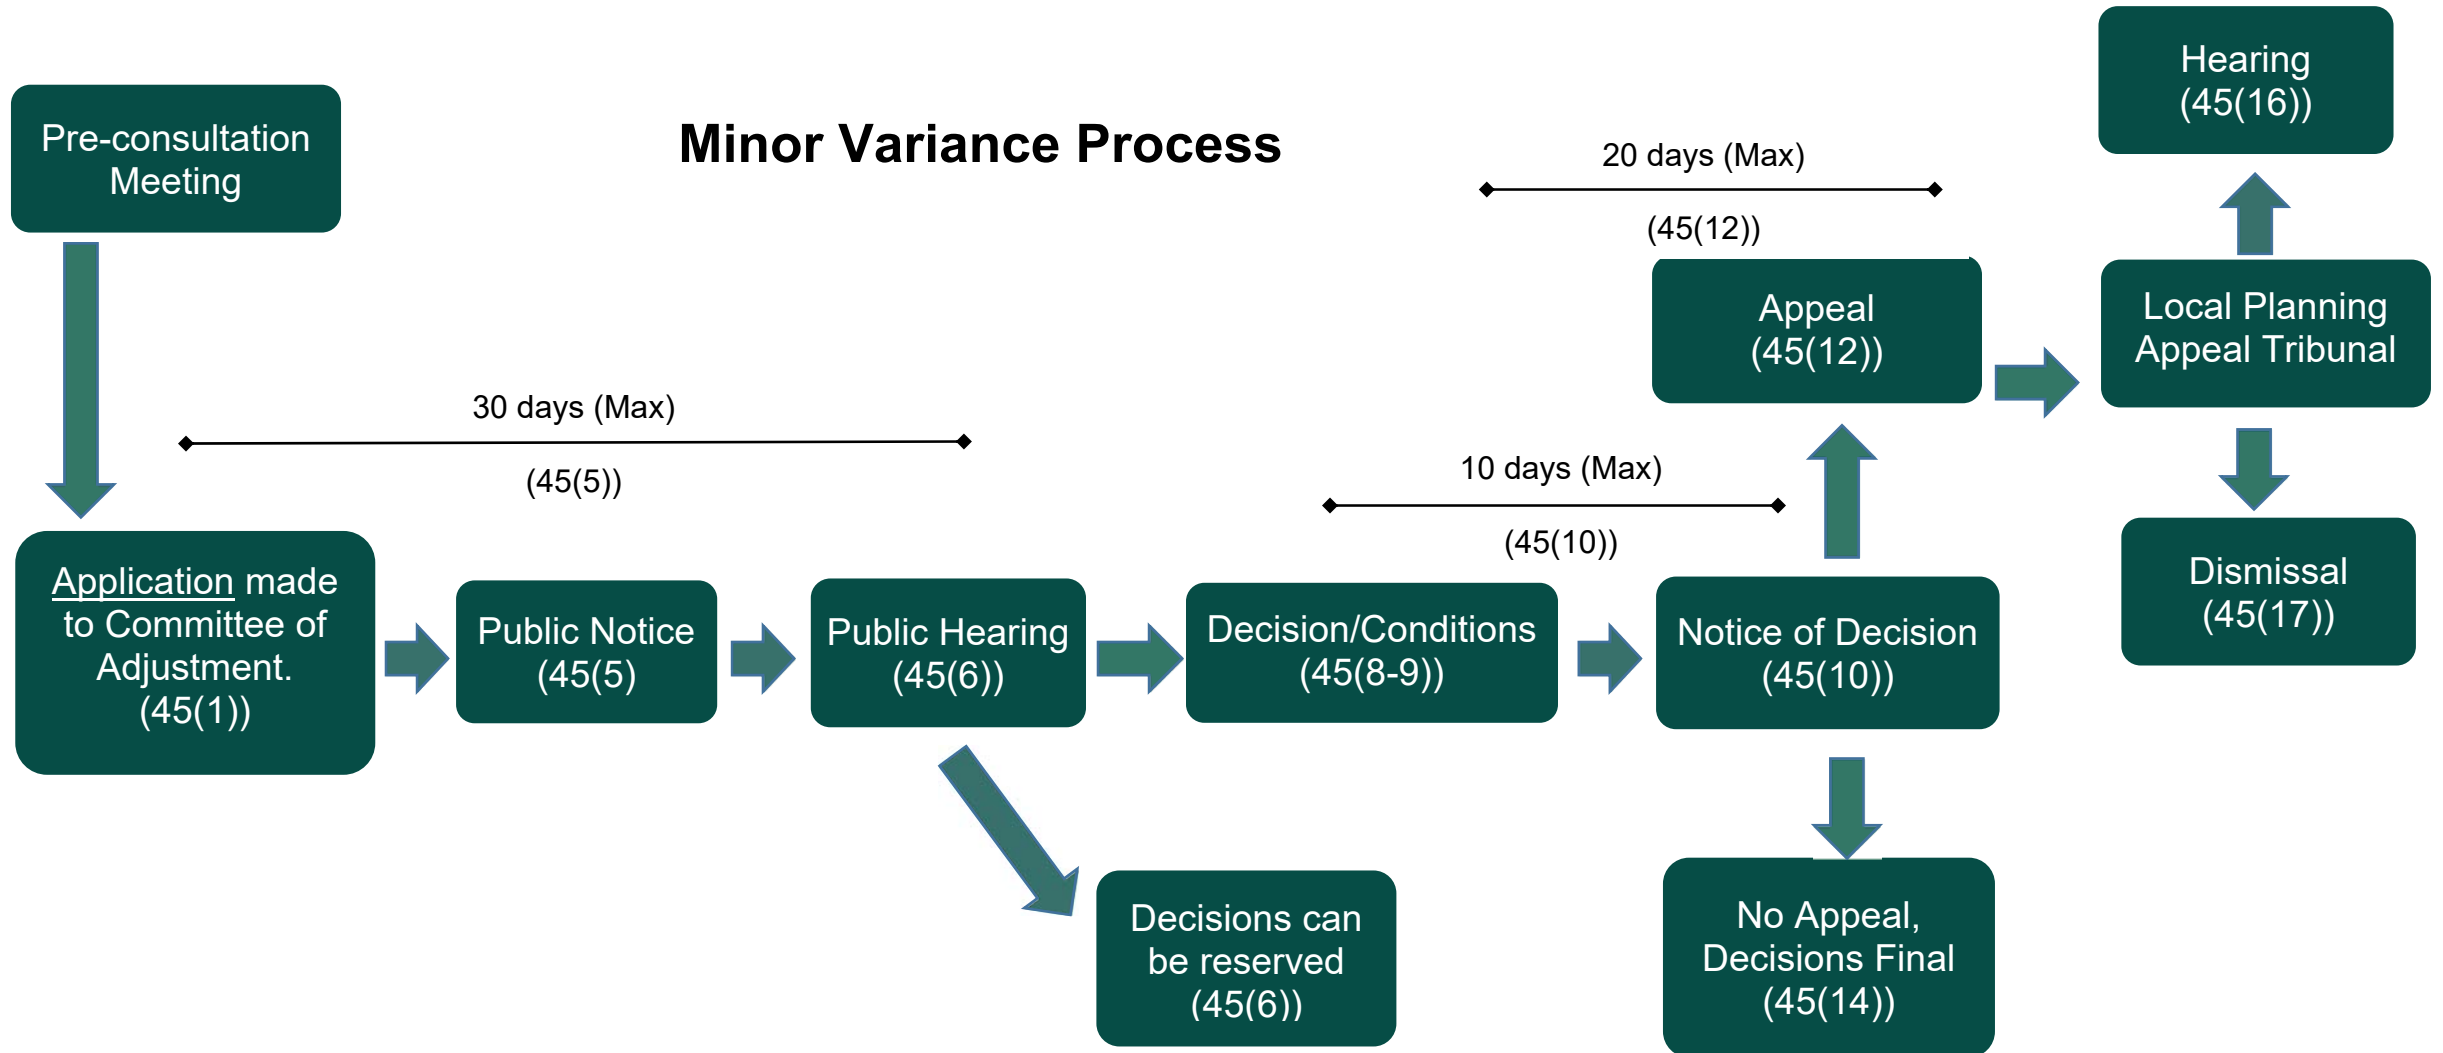 Minor Variance Process
Pre-consultation
Meeting
30 days (Max)
(45(5))
Application made
to Committee of
Adjustment.
(45(1))
Public Notice
(45(5)
Public Hearing
(45(6))
Decisions can
be reserved
(45(6))
Decision/Conditions
(45(8-9))
10 days (Max)
(45(10))
Notice of Decision
(45(10))
No Appeal,
Decisions Final
(45(14))
20 days (Max)
(45(12))
Appeal
(45(12))
Local Planning
Appeal Tribunal
Hearing
(45(16))
Dismissal
(45(17))